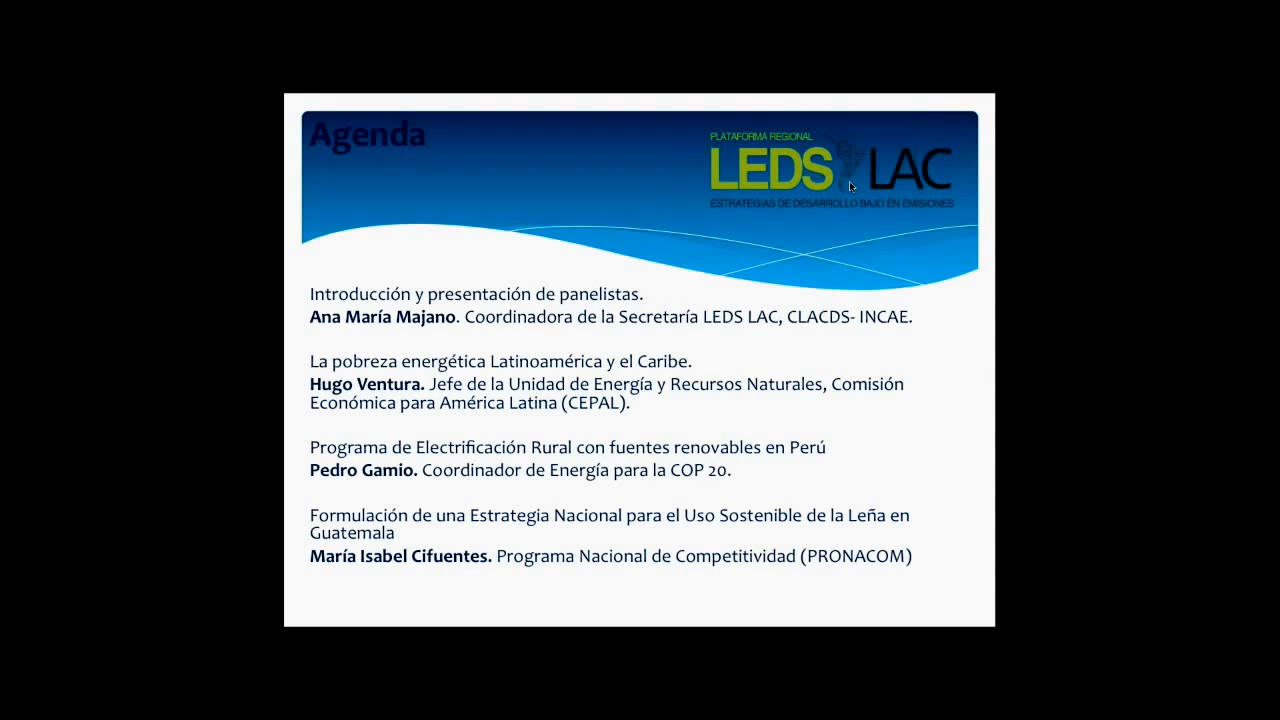 Agenda
PLATAFORMA REGIONAL
LEDS LAC
ESTRATEGIAS DE DESARROLLO BAJO EN EMISIONES
Introducción y presentación de panelistas.
Ana María Majano. Coordinadora de la Secretaría LEDS LAC, CLACDS- INCAE.
La pobreza energética Latinoamérica y el Caribe.
Hugo Ventura. Jefe de la Unidad de Energía y Recursos Naturales, Comisión
Económica para América Latina (CEPAL).
Programa de Electrificación Rural con fuentes renovables en Perú
Pedro Gamio. Coordinador de Energía para la COP 20.
Formulación de una Estrategia Nacional para el Uso Sostenible de la Leña en
Guatemala
María Isabel Cifuentes. Programa Nacional de Competitividad (PRONACOM)